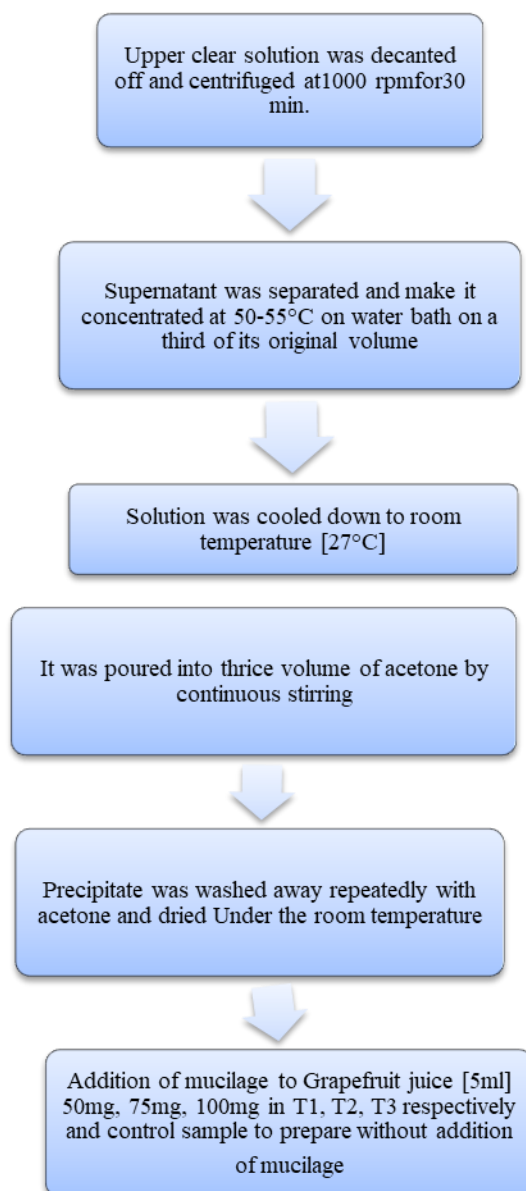 Upper clear solution was decanted
off and centrifuged at1000 rpmfor30
min.
Supernatant was separated and make it
concentrated at 50-55°C on water bath on a
third of its original volume
Solution was cooled down to room
temperature [27°C]
It was poured into thrice volume of acetone by
continuous stirring
Precipitate was washed away repeatedly with
acetone and dried Under the room temperature
Addition of mucilage to Grapefruit juice [5ml]
50mg, 75mg, 100mg in T1, T2, T3 respectively
and control sample to prepare without addition
of mucilage